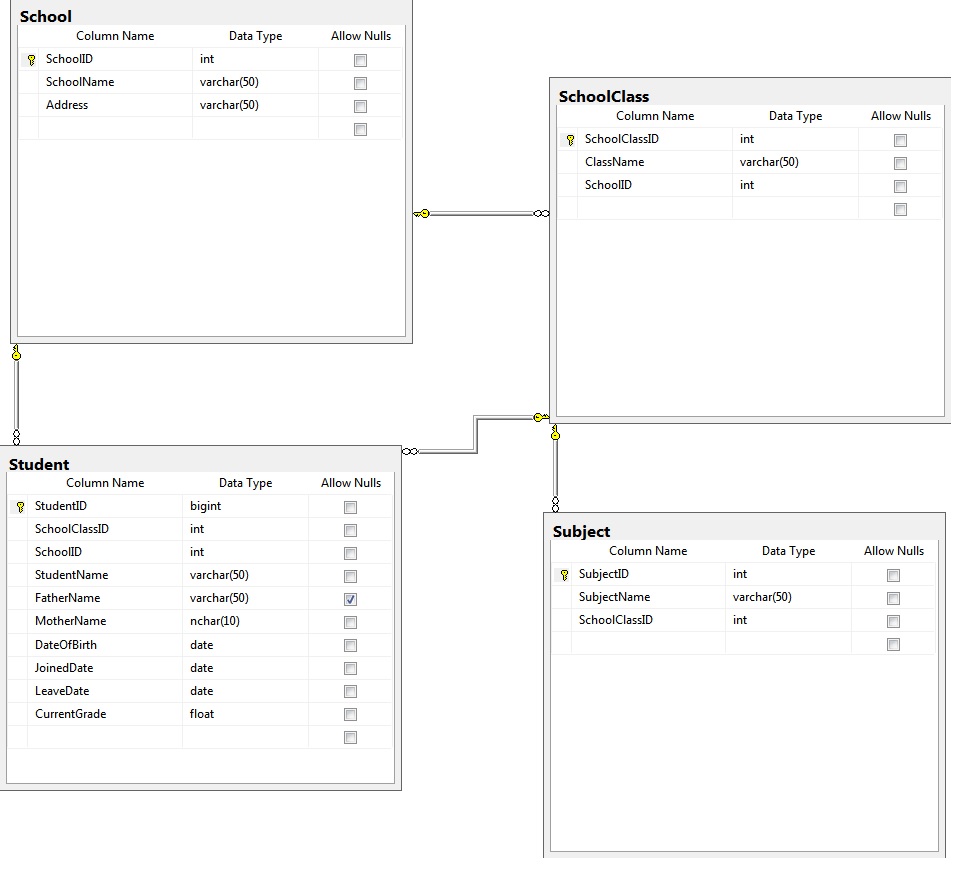 School
Column Name Data Type Allow Nulls
SchoolID int
SchoolName varchar(50)
Address varchar(50)
SchoolClass
Column Name Data Type Allow Nulls
SchoolClassID int
ClassName varchar(50)
SchoolID int
Student
Column Name Data Type Allow Nulls
StudentID bigint
SchoolClassID int
SchoolID int
StudentName varchar(50)
FatherName varchar(50)
MotherName nchar(10)
DateOfBirth date
JoinedDate date
LeaveDate date
CurrentGrade float
Subject
Column Name Data Type Allow Nulls
SubjectID int
SubjectName varchar(50)
SchoolClassID int